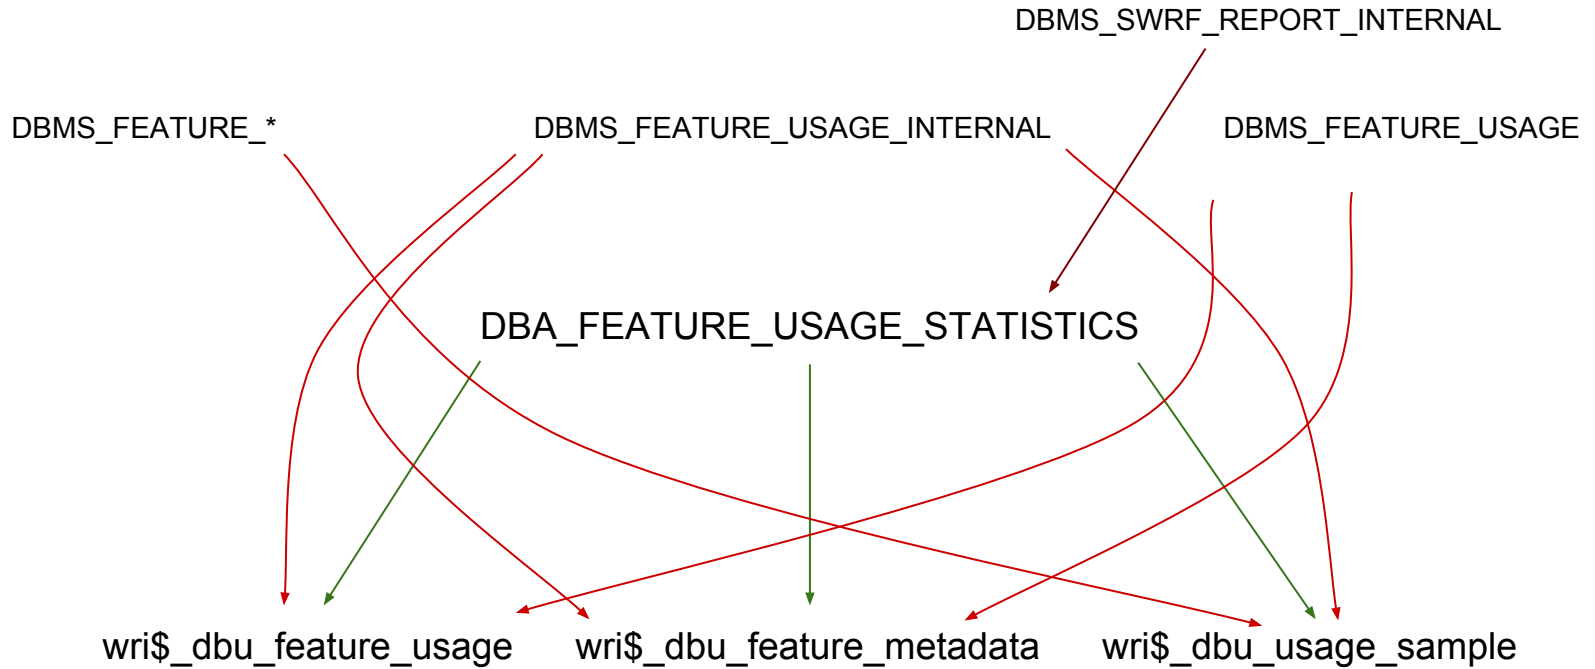 DBMS_SWRF_REPORT_INTERNAL
DBMS_FEATURE_*
DBMS_FEATURE_USAGE_INTERNAL
DBMS_FEATURE_USAGE
DBA_FEATURE_USAGE_STATISTICS
wri$_dbu_feature_usage
wri$_dbu_feature_metadata
wri$_dbu_usage_sample